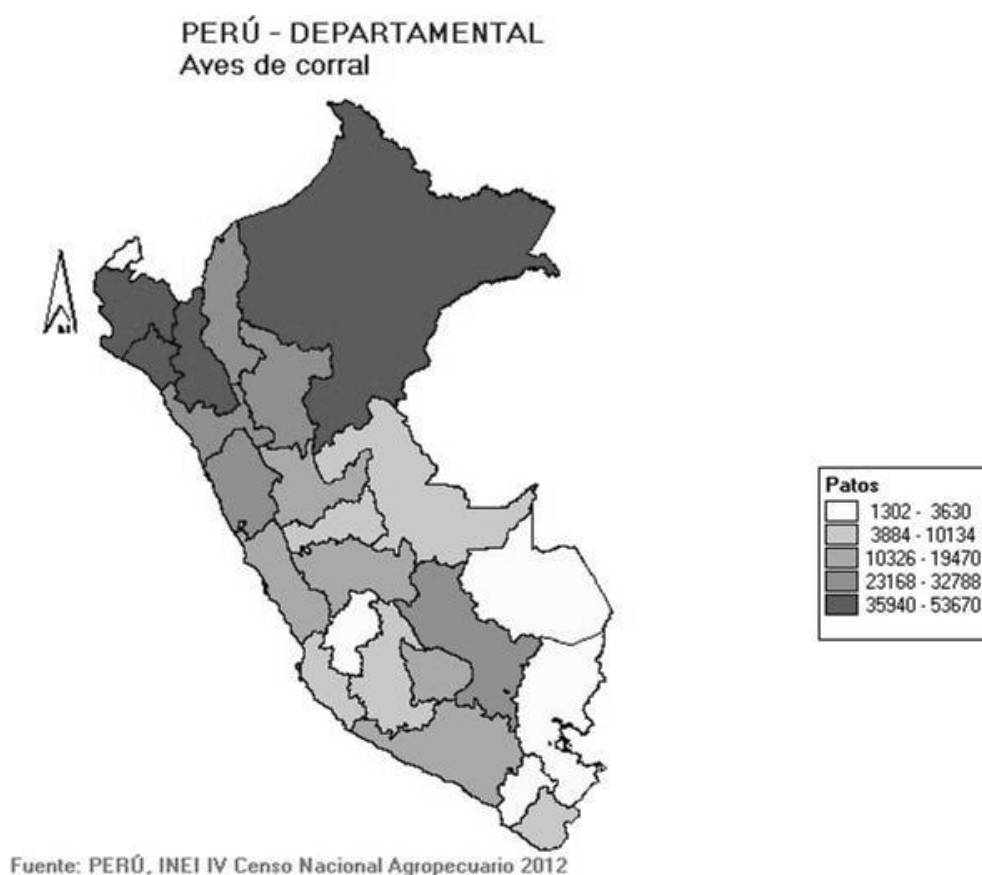 PERÚ - DEPARTAMENTAL
Aves de corral
Patos
1302 - 3630
3884 - 10134
10326 - 19470
23168 - 32788
35940 - 53670
Fuente: PERÚ, INEI IV Censo Nacional Agropecuario 2012